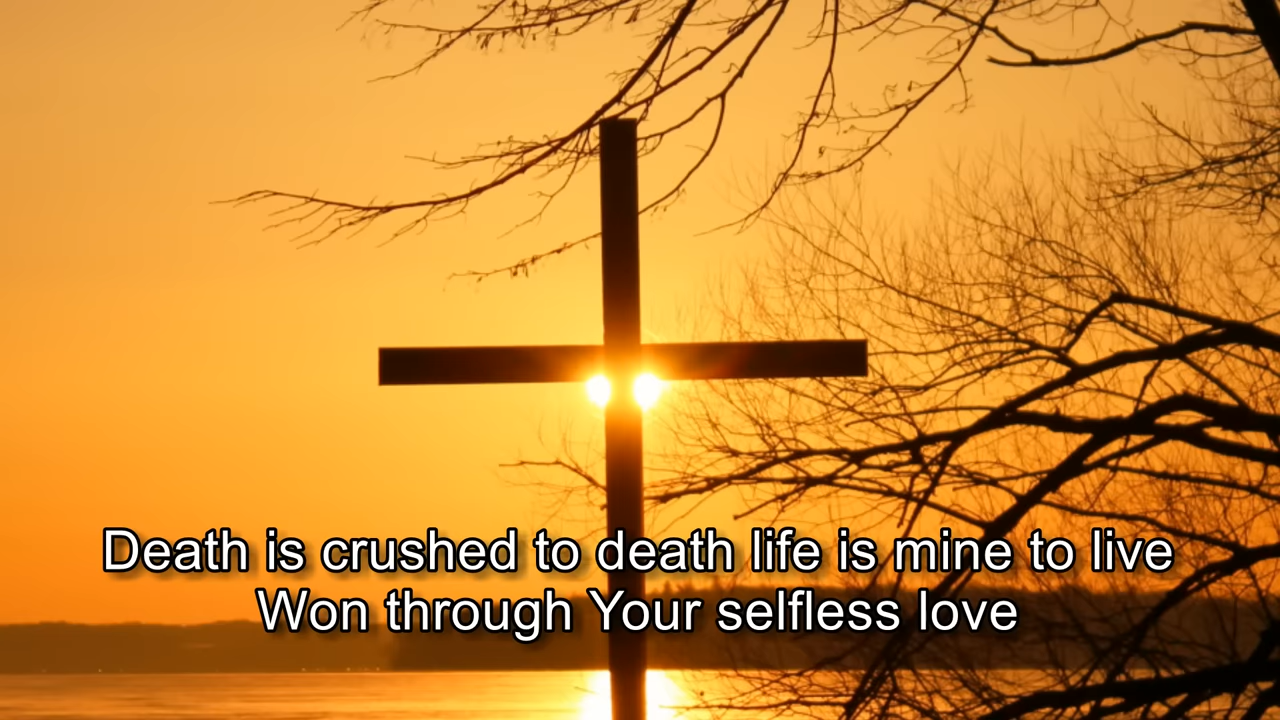 Death is crushed to death life is mine to live
Won through Your selfless love